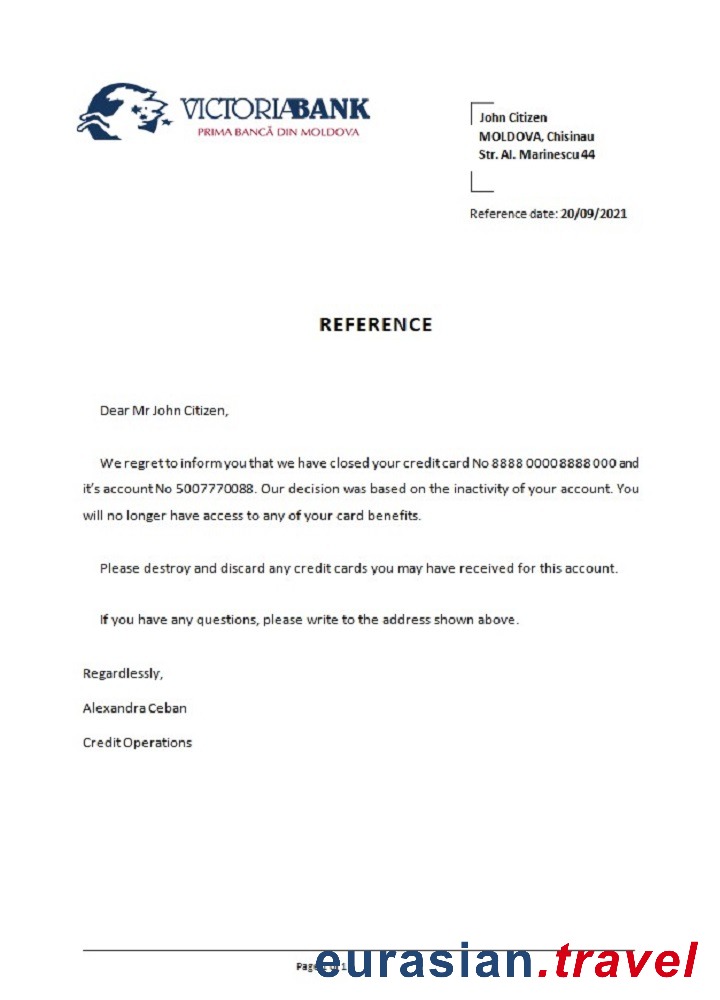 VICTORIABANK
PRIMA BANCĂ DIN MOLDOVA
John Citizen
MOLDOVA, Chisinau
Str. Al. Marinescu 44
Reference date: 20/09/2021
REFERENCE
Dear Mr John Citizen,
We regret to inform you that we have closed your credit card No 8888 00008888 000 and
it's account No 5007770088. Our decision was based on the inactivity of your account. You
will no longer have access to any of your card benefits.
Please destroy and discard any credit cards you may have received for this account.
If you have any questions, please write to the address shown above.
Regardlessly,
Alexandra Ceban
Credit Operations
eurasian.travel